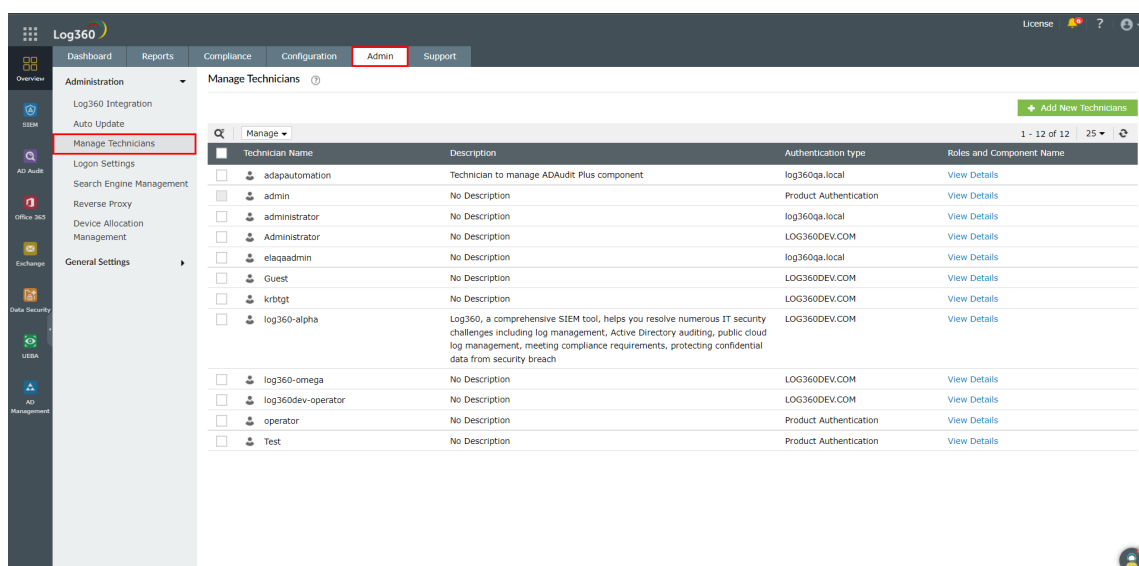 License 6 ?
Log360
Dashboard Reports Compliance Configuration Admin Support
Overview
SIEM
AD Audit
Office 365
Exchange
Data Security
UEBA
AD
Management
Administration
Log360 Integration
Auto Update
Manage Technicians
Logon Settings
Search Engine Management
Reverse Proxy
Device Allocation
Management
General Settings
Manage Technicians ?
+ Add New Technicians
Manage 1 - 12 of 12 25
Technician Name Description Authentication type Roles and Component Name
adapautomation Technician to manage ADAudit Plus component log360qa.local View Details
admin No Description Product Authentication View Details
administrator No Description log360qa.local View Details
Administrator No Description LOG360DEV.COM View Details
elaqaadmin No Description log360qa.local View Details
Guest No Description LOG360DEV.COM View Details
krbtgt No Description LOG360DEV.COM View Details
log360-alpha Log360, a comprehensive SIEM tool, helps you resolve numerous IT security LOG360DEV.COM View Details
challenges including log management, Active Directory auditing, public cloud
log management, meeting compliance requirements, protecting confidential
data from security breach
log360-omega No Description LOG360DEV.COM View Details
log360dev-operator No Description LOG360DEV.COM View Details
operator No Description Product Authentication View Details
Test No Description Product Authentication View Details